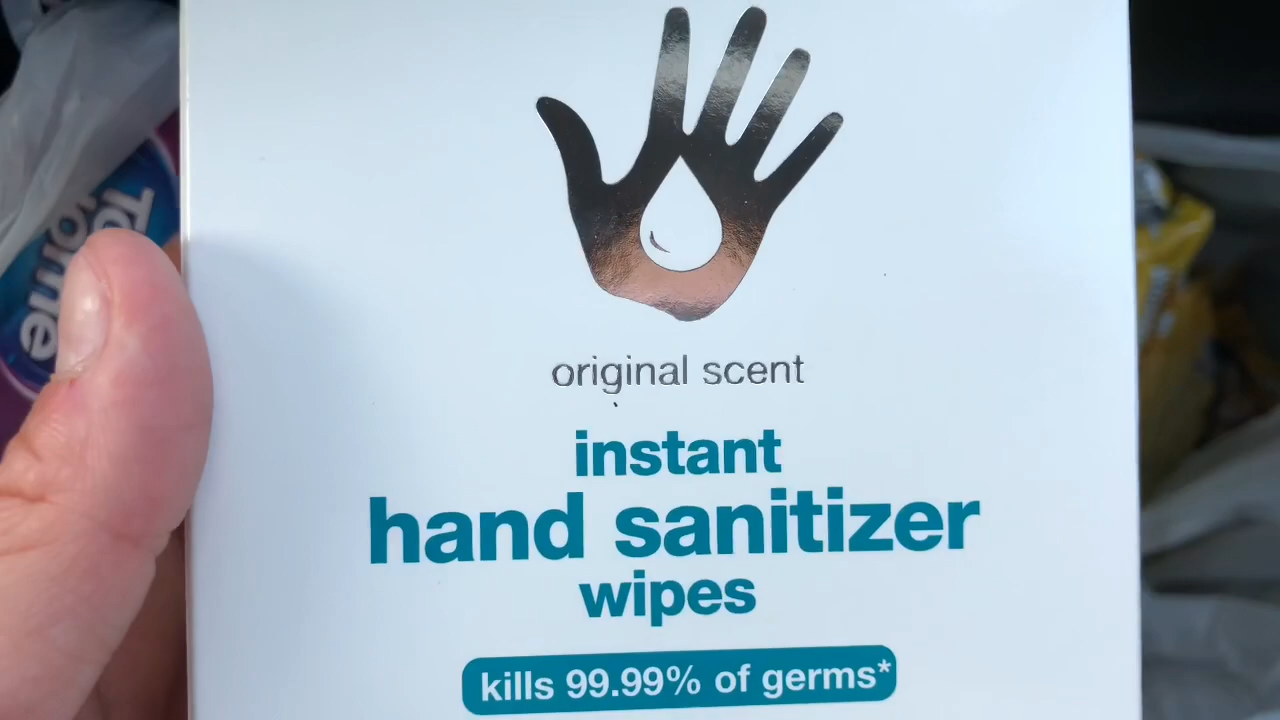 original scent
instant
hand sanitizer
wipes
kills 99.99% of germs*